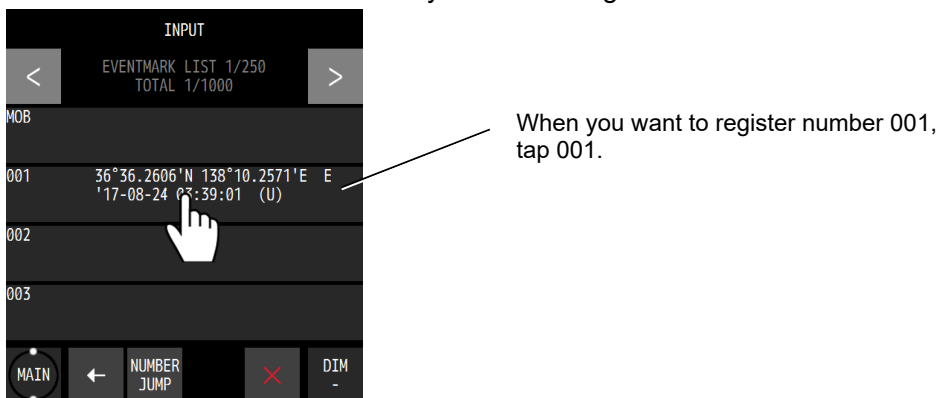 INPUT
<
EVENTMARK LIST 1/250
TOTAL 1/1000
>
MOB
001 36°36.2606'N 138°10.2571'E E
'17-08-24 03:39:01 (U)
When you want to register number 001,
tap 001.
002
003
MAIN
←
NUMBER
JUMP
DIM
-